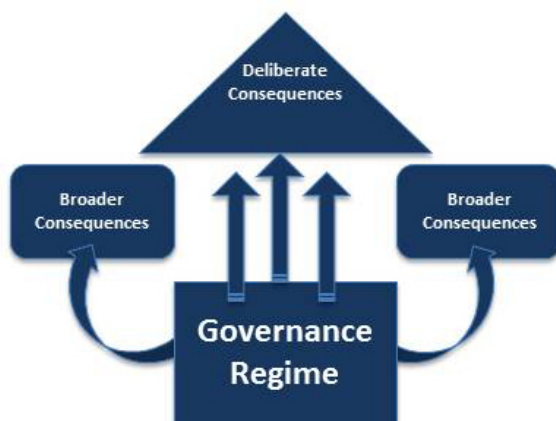 Deliberate
Consequences
Broader
Consequences
Broader
Consequences
Governance
Regime